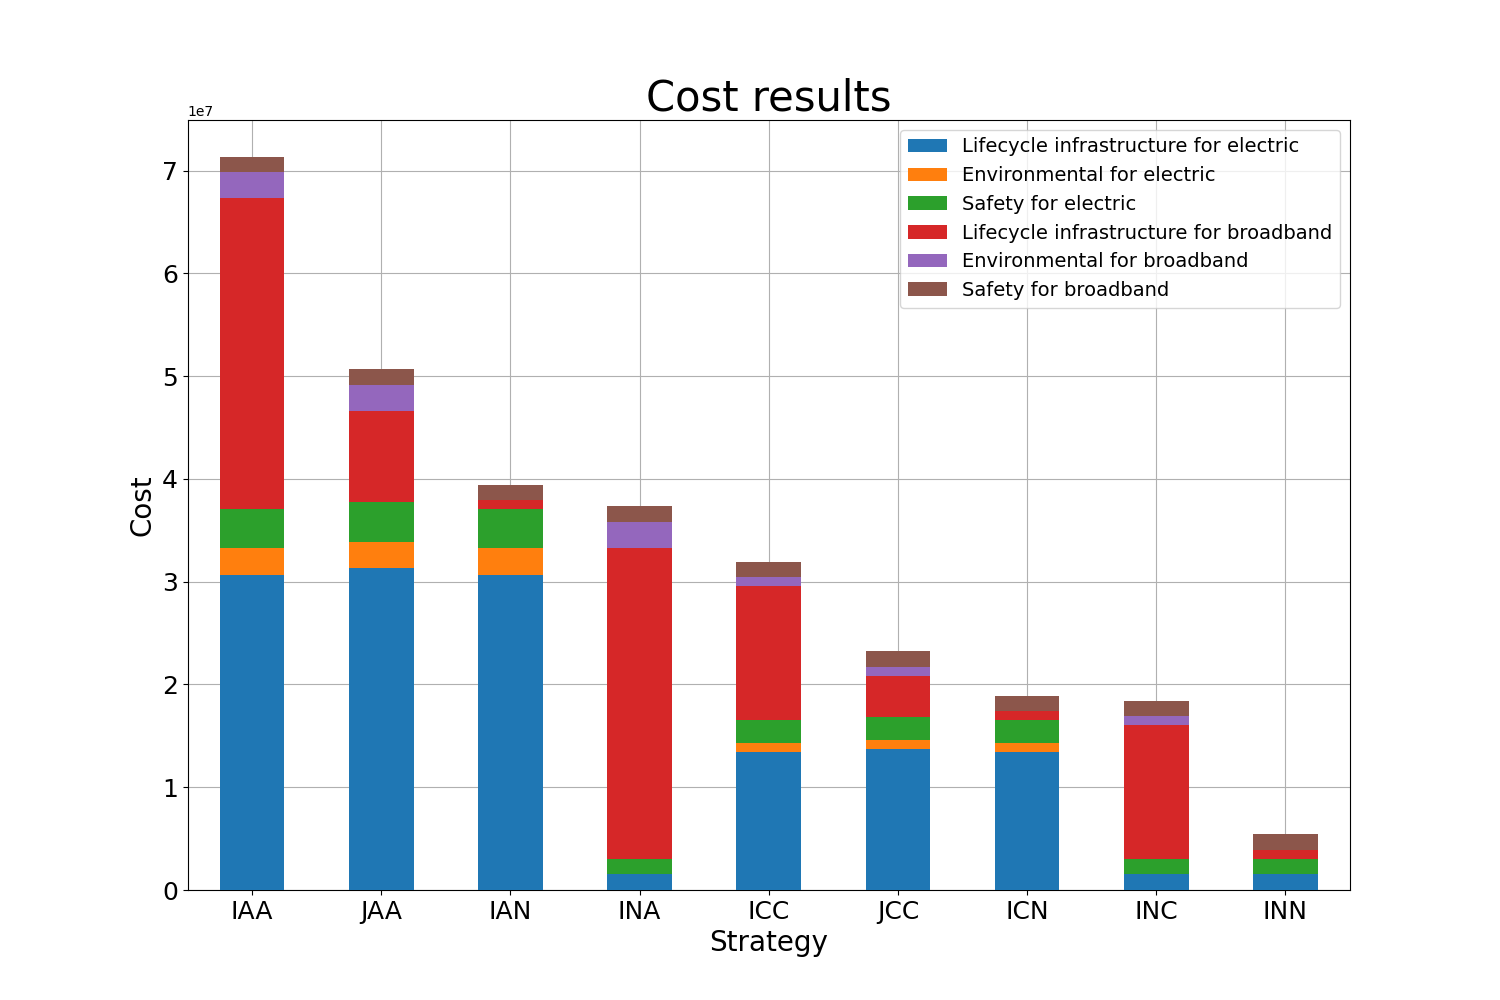 Cost results
1e7
7
6
5
4
3
2
1
0
Cost
Lifecycle infrastructure for electric
Environmental for electric
Safety for electric
Lifecycle infrastructure for broadband
Environmental for broadband
Safety for broadband
IAA JAA IAN INA ICC JCC ICN INC INN
Strategy